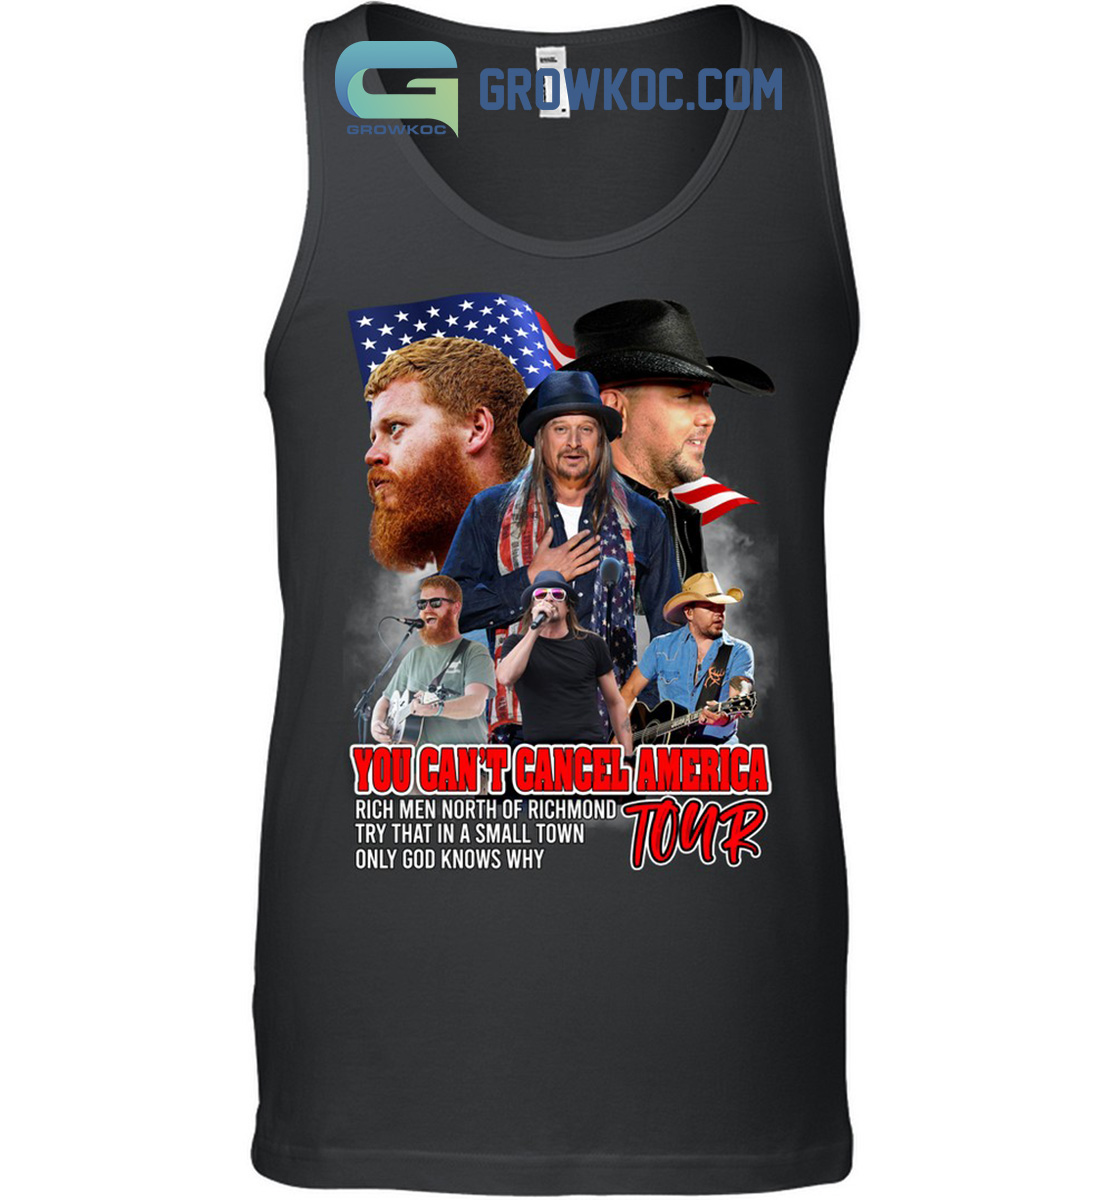 GROWKOC
GROWKOC.COM
YOU CAN'T CANCEL AMERICA
TOUR
RICH MEN NORTH OF RICHMOND
TRY THAT IN A SMALL TOWN
ONLY GOD KNOWS WHY